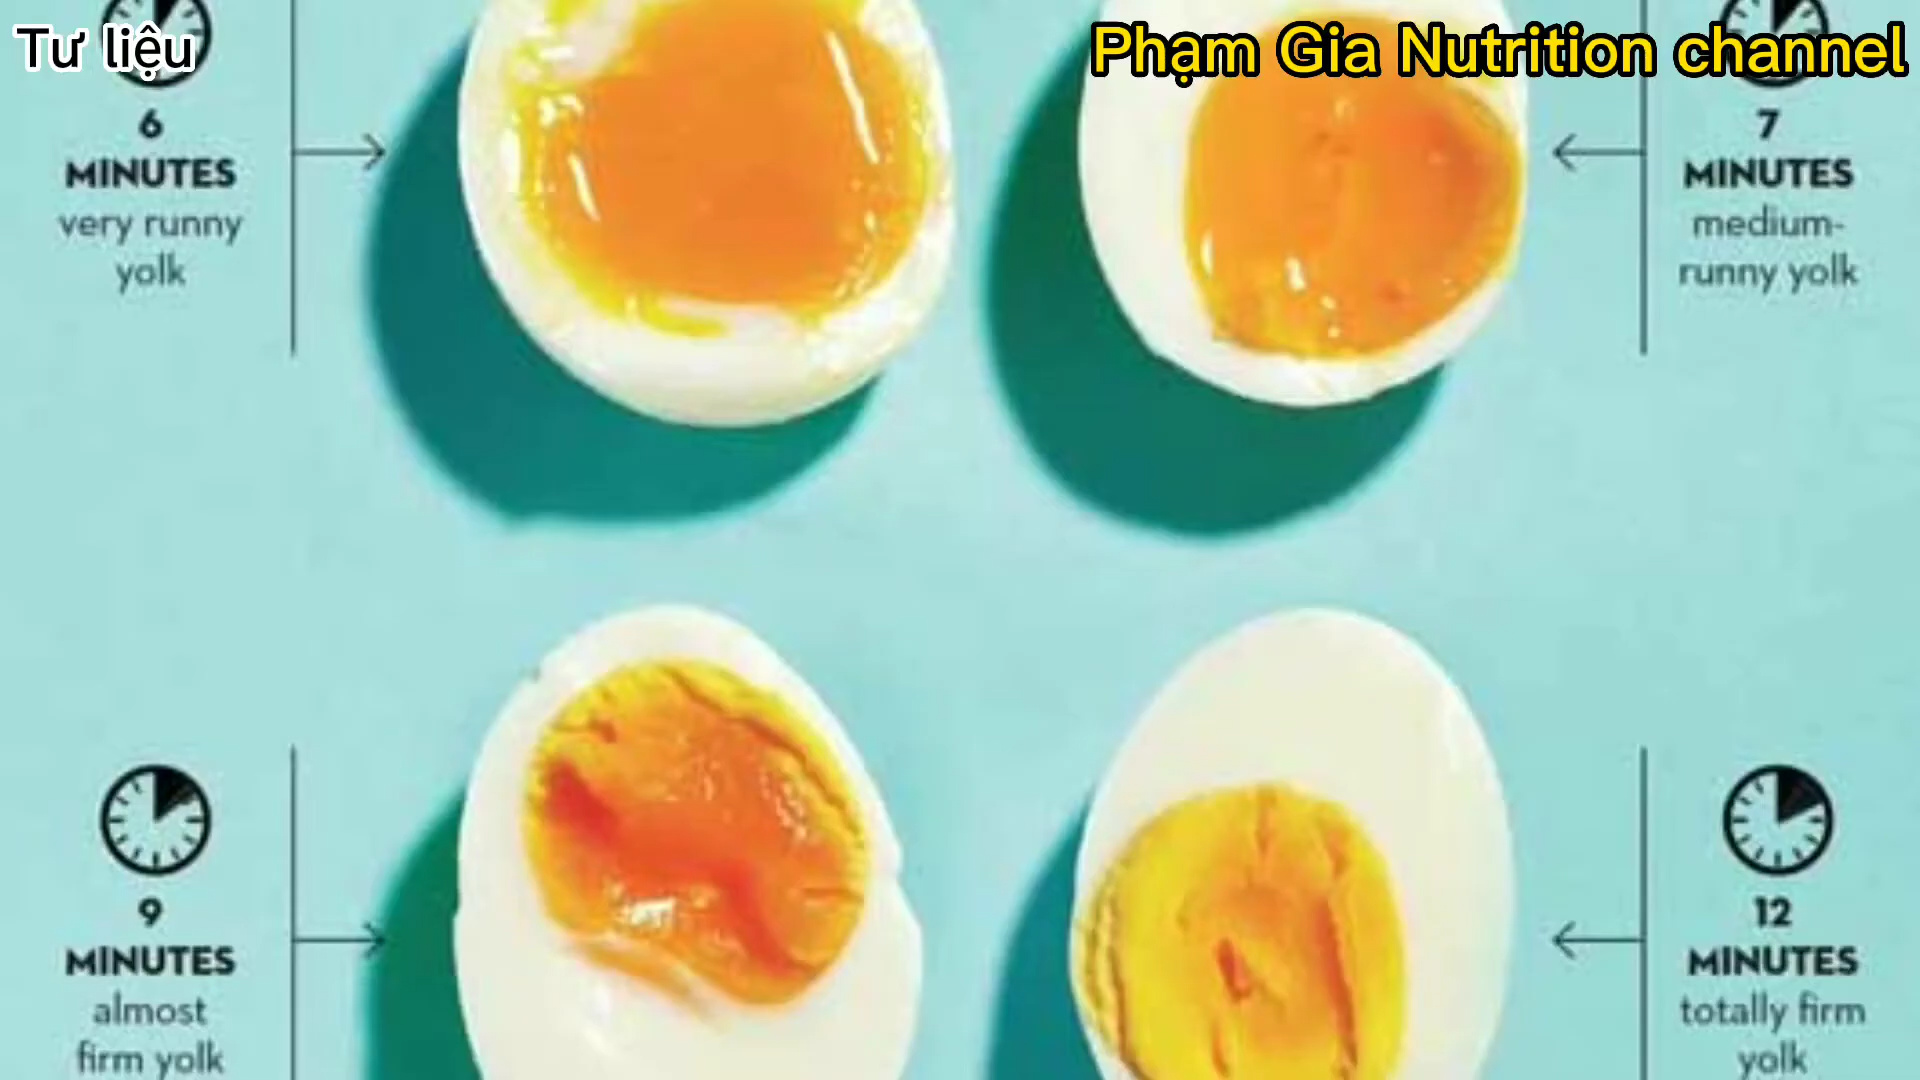 Tư liệu
Phạm Gia Nutrition channel
6
MINUTES
very runny
yolk
7
MINUTES
medium-
runny yolk
9
MINUTES
almost
firm yolk
12
MINUTES
totally firm
yolk